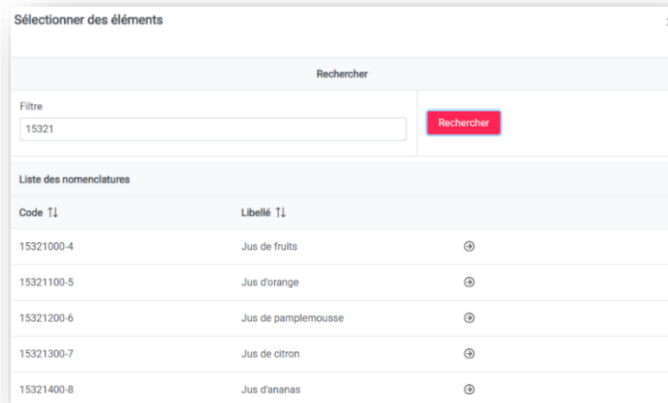 Sélectionner des éléments
Rechercher
Filtre
15321
Rechercher
Liste des nomenclatures
Code
Libellé
15321000-4 Jus de fruits
15321100-5 Jus d'orange
15321200-6 Jus de pamplemousse
15321300-7 Jus de citron
15321400-8 Jus d'ananas